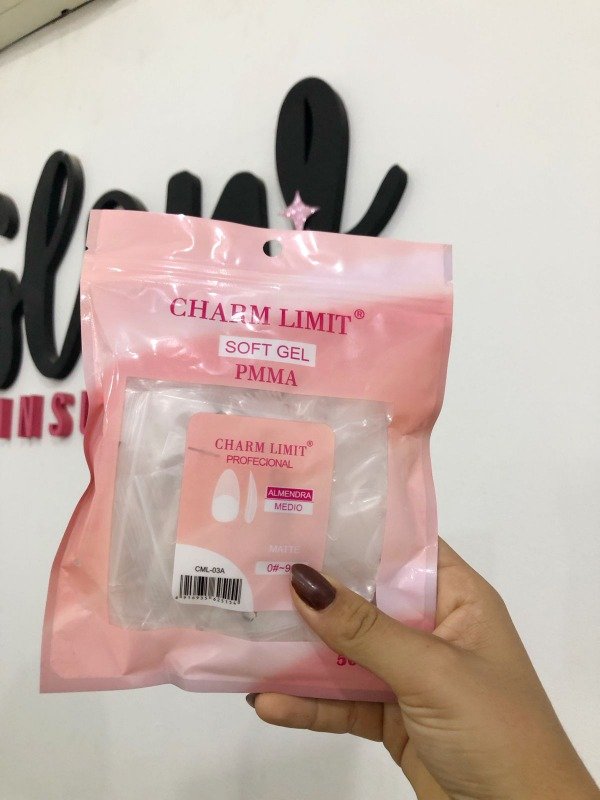 CHARM LIMIT®
SOFT GEL
PMMA
CHARM LIMIT®
PROFECIONAL
ALMENDRA
MEDIO
MATTE
CML-03A